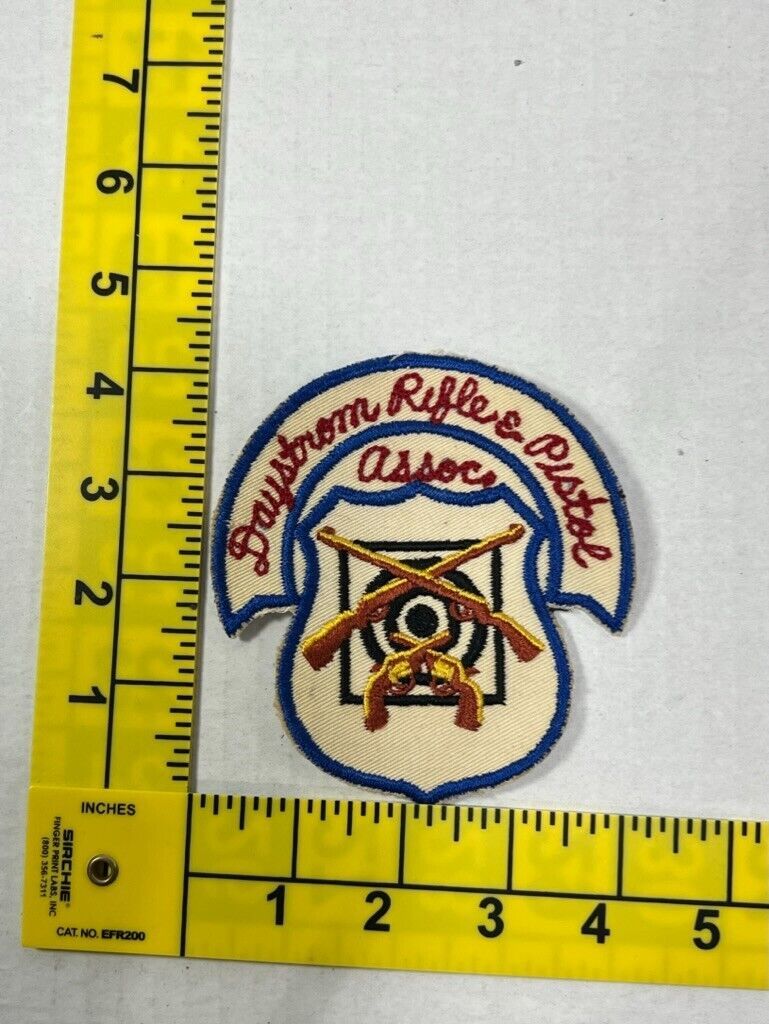 Daystrom Rifle & Pistol
Assoc.
7
6
5
4
3
2
1
INCHES
SIRCHIE®
FINGER PRINT LABS, INC
(800) 356-7311
CAT. NO. EFR200
1
2
3
4
5